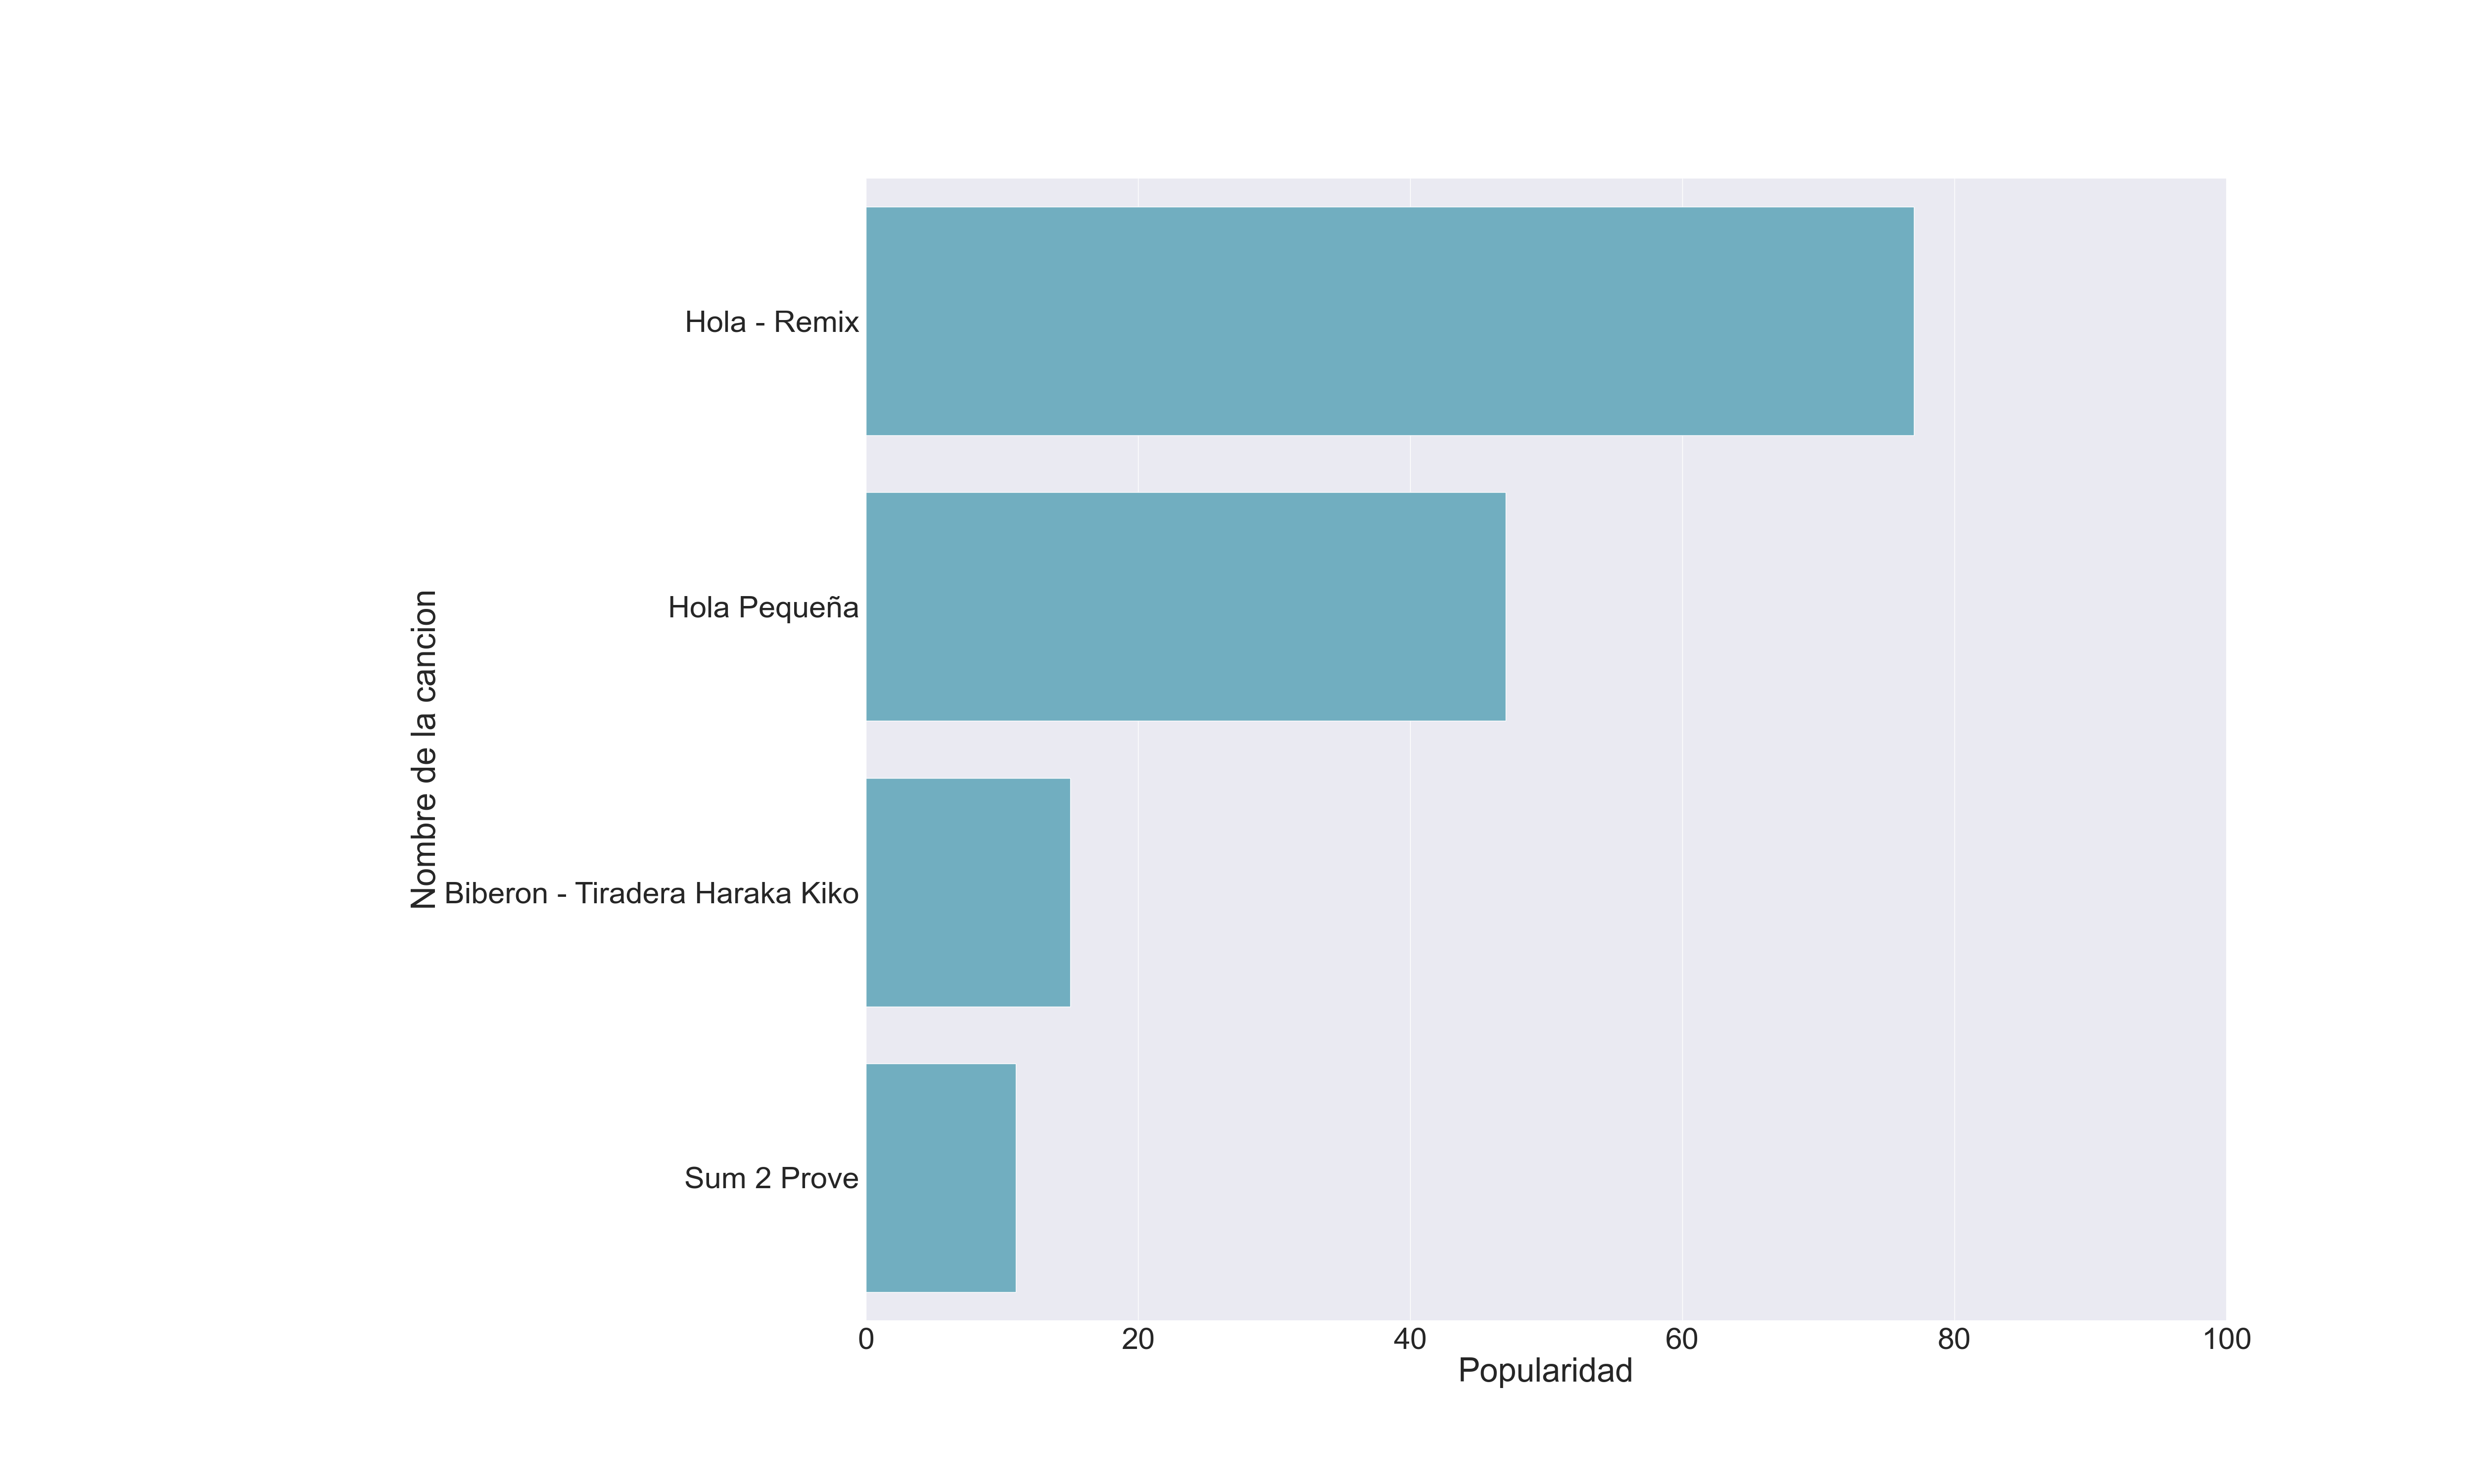 Nombre de la cancion
Hola - Remix
Hola Pequeña
Biberon - Tiradera Haraka Kiko
Sum 2 Prove
0 20 40 60 80 100
Popularidad